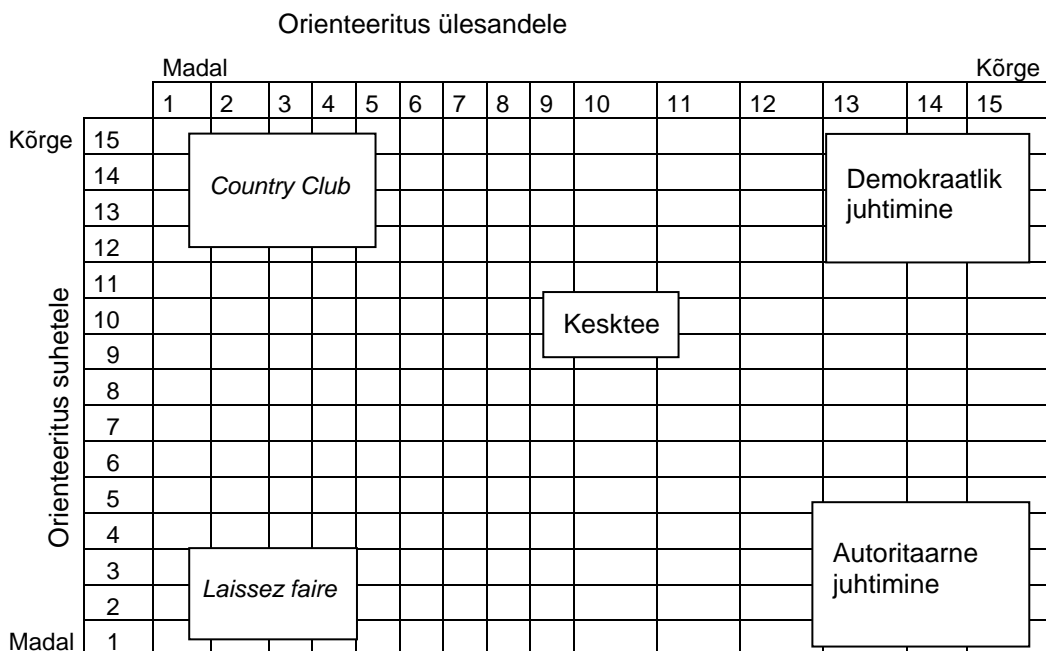 Orienteeritus ülesandele
Madal Kõrge
1 2 3 4 5 6 7 8 9 10 11 12 13 14 15
Orienteeritus suhetele
Kõrge 15
14
13
12
11
10
9
8
7
6
5
4
3
2
Madal 1
Country Club
Demokraatlik
juhtimine
Kesktee
Laissez faire
Autoritaarne
juhtimine